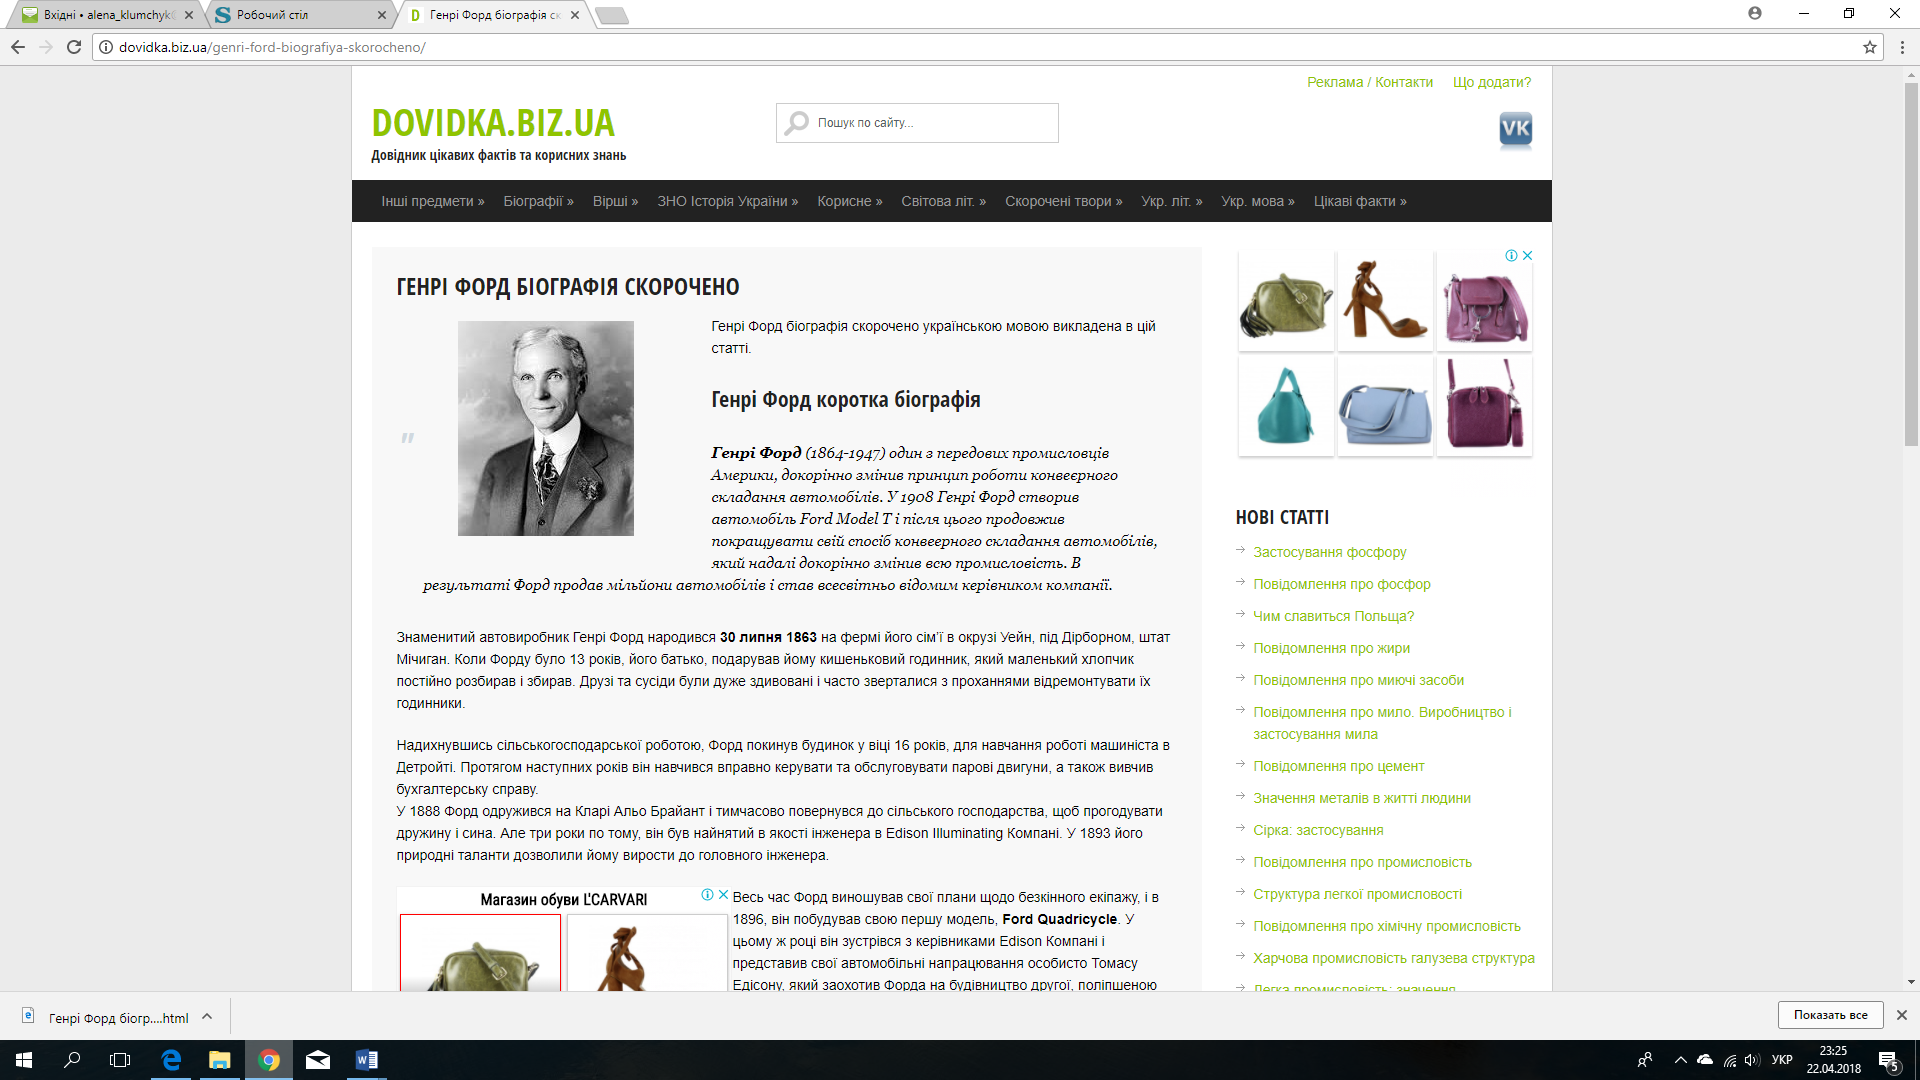 Вхідні • alena_klumchyk@
Робочий стіл
Генрі Форд біографія ск
dovidka.biz.ua/genri-ford-biografiya-skorocheno/
Реклама / Контакти Що додати?
DOVIDKA.BIZ.UA
Довідник цікавих фактів та корисних знань
Пошук по сайту...
VK
Інші предмети » Біографії » Вірші » ЗНО Історія України » Корисне » Світова літ. » Скорочені твори » Укр. літ. » Укр. мова » Цікаві факти »
ГЕНРІ ФОРД БІОГРАФІЯ СКОРОЧЕНО
Генрі Форд біографія скорочено українською мовою викладена в цій
статті.
Генрі Форд коротка біографія
"
Генрі Форд (1864-1947) один з передових промисловців
Америки, докорінно змінив принцип роботи конвеєрного
складання автомобілів. У 1908 Генрі Форд створив
автомобіль Ford Model T і після цього продовжив
покращувати свій спосіб конвеерного складання автомобілів,
який надалі докорінно змінив всю промисловість. В
результаті Форд продав мільйони автомобілів і став всесвітньо відомим керівником компанії.
Знаменитий автовиробник Генрі Форд народився 30 липня 1863 на фермі його сім’ї в окрузі Уейн, під Дірборном, штат
Мічиган. Коли Форду було 13 років, його батько, подарував йому кишеньковий годинник, який маленький хлопчик
постійно розбирав і збирав. Друзі та сусіди були дуже здивовані і часто зверталися з проханнями відремонтувати їх
годинники.
Надихнувшись сільськогосподарської роботою, Форд покинув будинок у віці 16 років, для навчання роботі машиніста в
Детройті. Протягом наступних років він навчився вправно керувати та обслуговувати парові двигуни, а також вивчив
бухгалтерську справу.
У 1888 Форд одружився на Кларі Альо Брайант і тимчасово повернувся до сільського господарства, щоб прогодувати
дружину і сина. Але три роки по тому, він був найнятий в якості інженера в Edison Illuminating Компані. У 1893 його
природні таланти дозволили йому вирости до головного інженера.
Магазин обуви L'CARVARI
Весь час Форд виношував свої плани щодо безкінного екіпажу, і в
1896, він побудував свою першу модель, Ford Quadricycle. У
цьому ж році він зустрівся з керівниками Edison Компані і
представив свої автомобільні напрацювання особисто Томасу
Едісону, який заохотив Форда на будівництво другої, поліпшеною
НОВІ СТАТТІ
Застосування фосфору
Повідомлення про фосфор
Чим славиться Польща?
Повідомлення про жири
Повідомлення про миючі засоби
Повідомлення про мило. Виробництво і
застосування мила
Повідомлення про цемент
Значення металів в житті людини
Сірка: застосування
Повідомлення про промисловість
Структура легкої промисловості
Повідомлення про хімічну промисловість
Харчова промисловість галузева структура
Легка промисловість: значення
Генрі Форд біогр....html
Показать все
УКР
23:25
22.04.2018
5